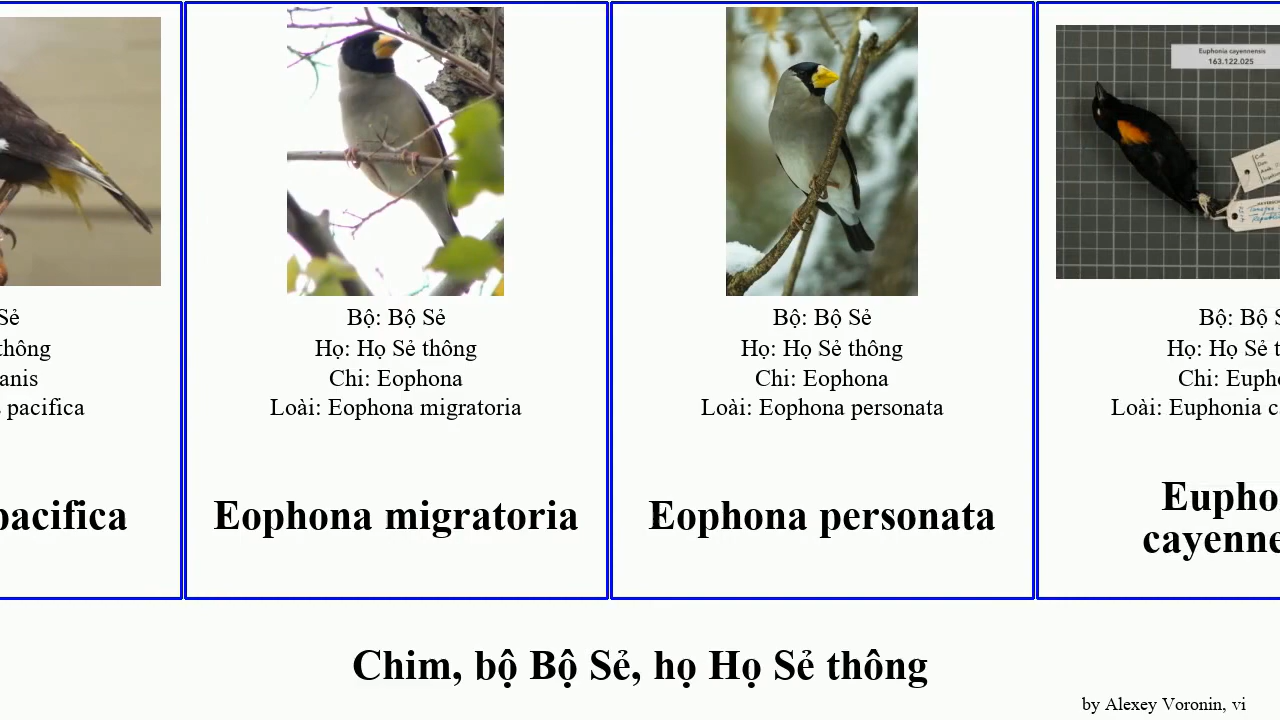 Sẻ
thông
anis
pacifica
pacifica
Bộ: Bộ Sẻ
Họ: Họ Sẻ thông
Chi: Eophona
Loài: Eophona migratoria
Eophona migratoria
Bộ: Bộ Sẻ
Họ: Họ Sẻ thông
Chi: Eophona
Loài: Eophona personata
Eophona personata
Euphonia cayennensis
163.122.025
Bộ: Bộ S
Họ: Họ Sẻ t
Chi: Eupho
Loài: Euphonia c
Eupho
cayenne
Chim, bộ Bộ Sẻ, họ Họ Sẻ thông
by Alexey Voronin, vi